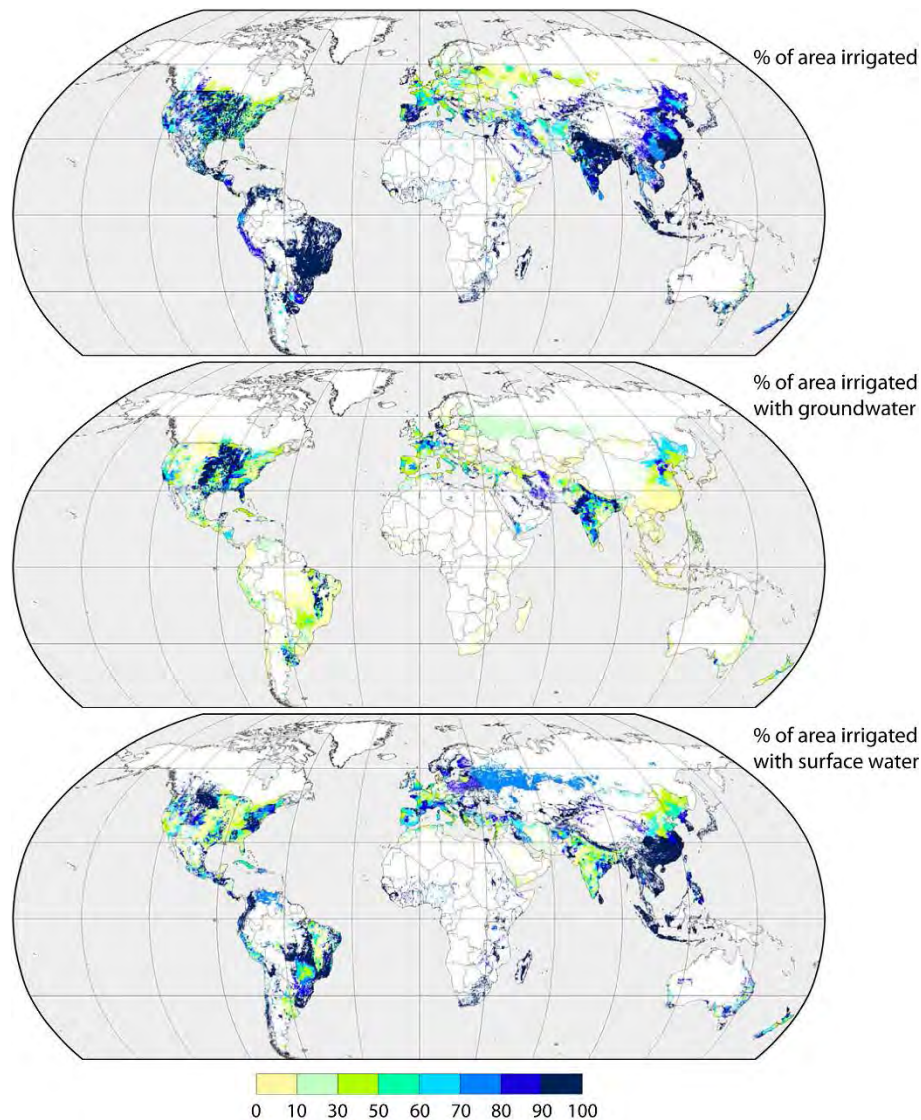 % of area irrigated
% of area irrigated
with groundwater
% of area irrigated
with surface water
0 10 30 50 60 70 80 90 100